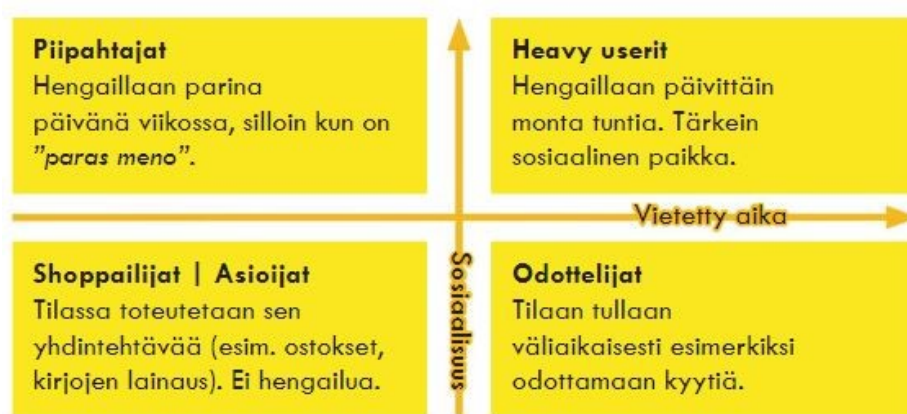 Piipahtajat
Hengaillaan parina
päivänä viikossa, silloin kun on
”paras meno”.
Heavy userit
Hengaillaan päivittäin
monta tuntia. Tärkein
sosiaalinen paikka.
Vietetty aika
Sosiaalisuus
Shoppailijat | Asioijat
Tilassa toteutetaan sen
yhdintehtävää (esim. ostokset,
kirjojen lainaus). Ei hengailua.
Odottelijat
Tilaan tullaan
väliaikaisesti esimerkiksi
odottamaan kyytiä.